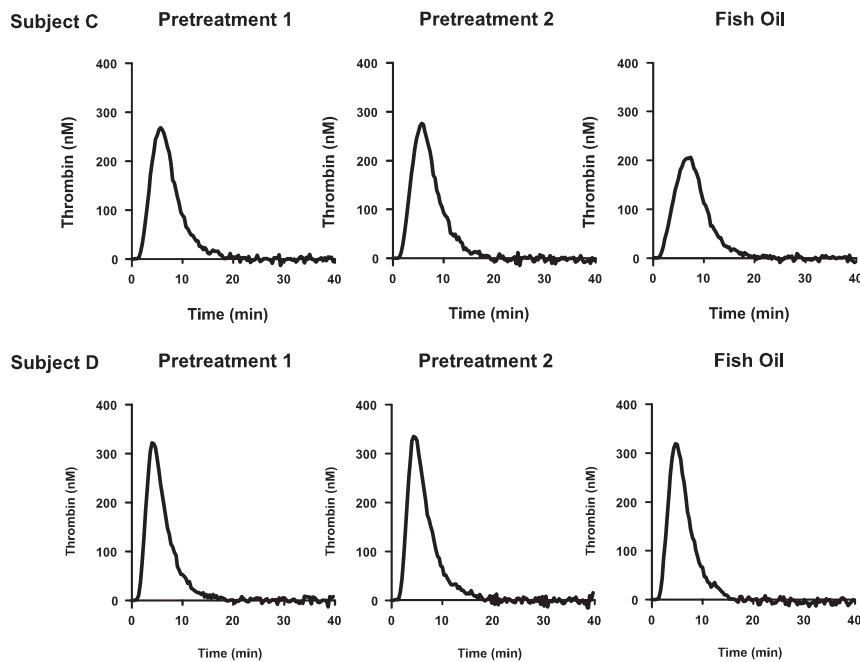 Subject C Pretreatment 1 Pretreatment 2 Fish Oil
400 400 400
300 300 300
200 200 200
100 100 100
0 0 0
Thrombin (nM) Thrombin (nM) Thrombin (nM)
0 10 20 30 40 0 10 20 30 40 0 10 20 30 40
Time (min) Time (min) Time (min)
Subject D Pretreatment 1 Pretreatment 2 Fish Oil
400 400 400
300 300 300
200 200 200
100 100 100
0 0 0
Thrombin (nM) Thrombin (nM) Thrombin (nM)
0 10 20 30 40 0 10 20 30 40 0 10 20 30 40
Time (min) Time (min) Time (min)